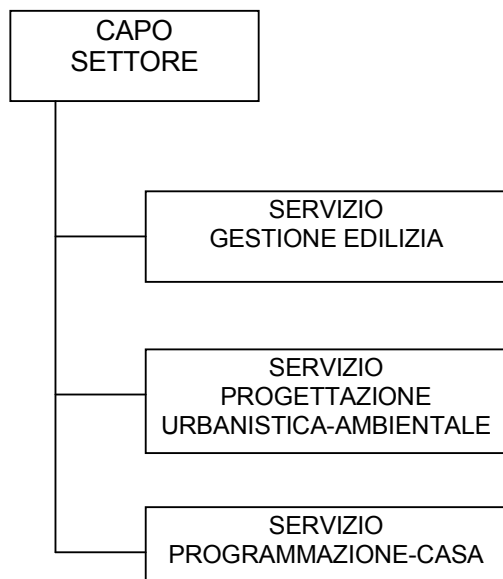 CAPO
SETTORE
SERVIZIO
GESTIONE EDILIZIA
SERVIZIO
PROGETTAZIONE
URBANISTICA-AMBIENTALE
SERVIZIO
PROGRAMMAZIONE-CASA